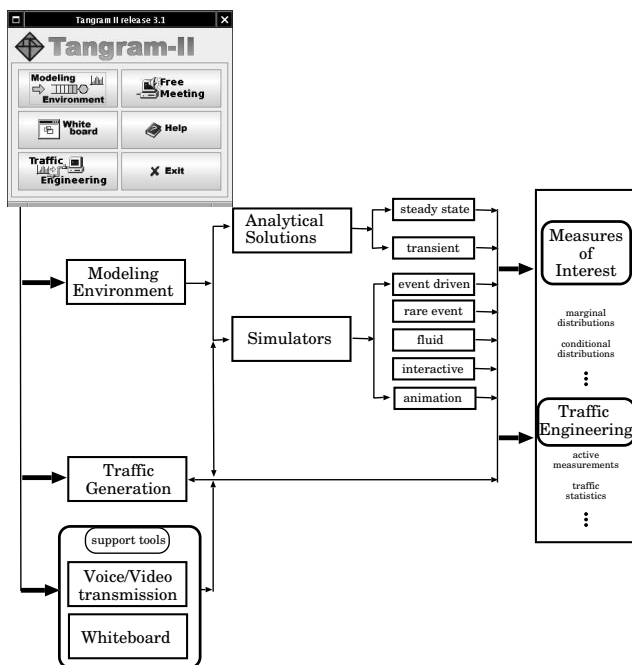 Tangram II release 3.1
Tangram-II
Modeling
Environment
Free
Meeting
White
board
Help
Traffic
Engineering
Exit
Analytical
Solutions
steady state
transient
Modeling
Environment
Simulators
event driven
rare event
fluid
interactive
animation
Measures
of
Interest
marginal
distributions
conditional
distributions
Traffic
Engineering
active
measurements
traffic
statistics
Traffic
Generation
support tools
Voice/Video
transmission
Whiteboard